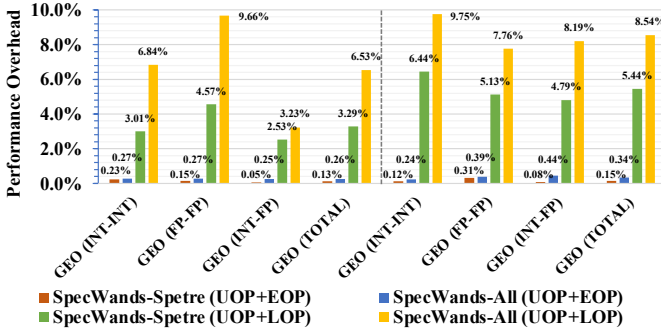 Performance Overhead
10.0%
8.0%
6.0%
4.0%
2.0%
0.0%
0.23%
0.27%
3.01%
6.84%
0.15%
0.27%
4.57%
9.66%
0.05%
0.25%
2.53%
3.23%
0.13%
0.26%
3.29%
6.53%
0.12%
0.24%
6.44%
9.75%
0.31%
0.39%
5.13%
7.76%
0.08%
0.44%
4.79%
8.19%
0.15%
0.34%
5.44%
8.54%
GEO (INT-INT)
GEO (FP-FP)
GEO (INT-FP)
GEO (TOTAL)
GEO (INT-INT)
GEO (FP-FP)
GEO (INT-FP)
GEO (TOTAL)
SpecWands-Spetre (UOP+EOP)
SpecWands-All (UOP+EOP)
SpecWands-Spetre (UOP+LOP)
SpecWands-All (UOP+LOP)